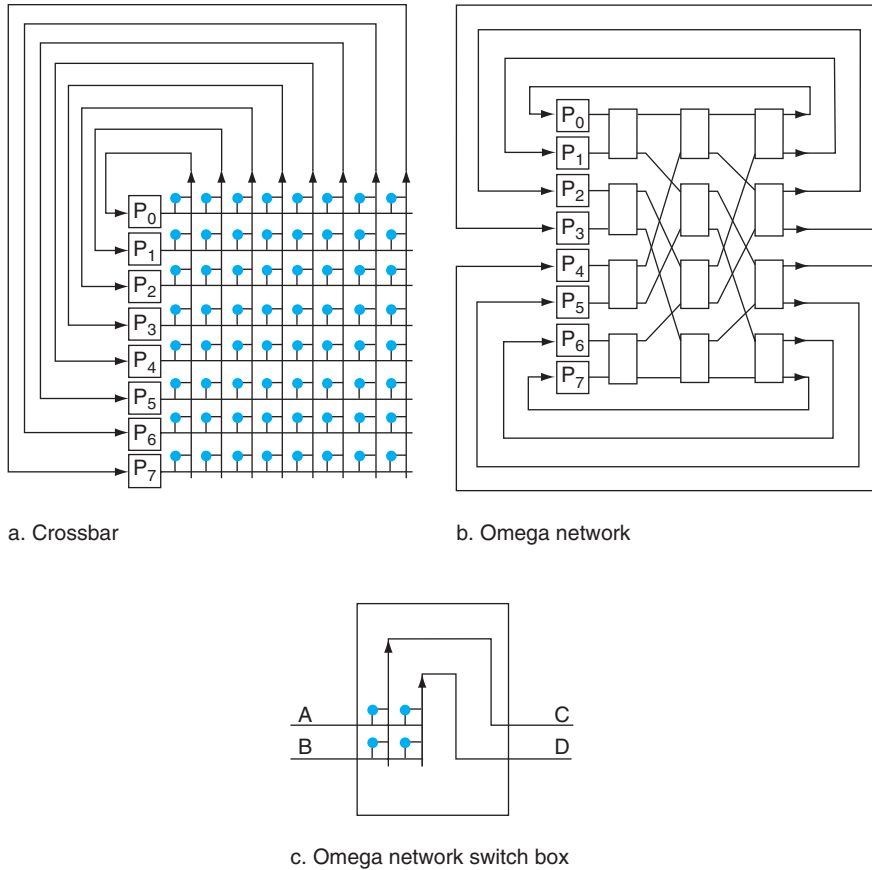 P0
P1
P2
P3
P4
P5
P6
P7
a. Crossbar
P0
P1
P2
P3
P4
P5
P6
P7
b. Omega network
A
B
C
D
c. Omega network switch box